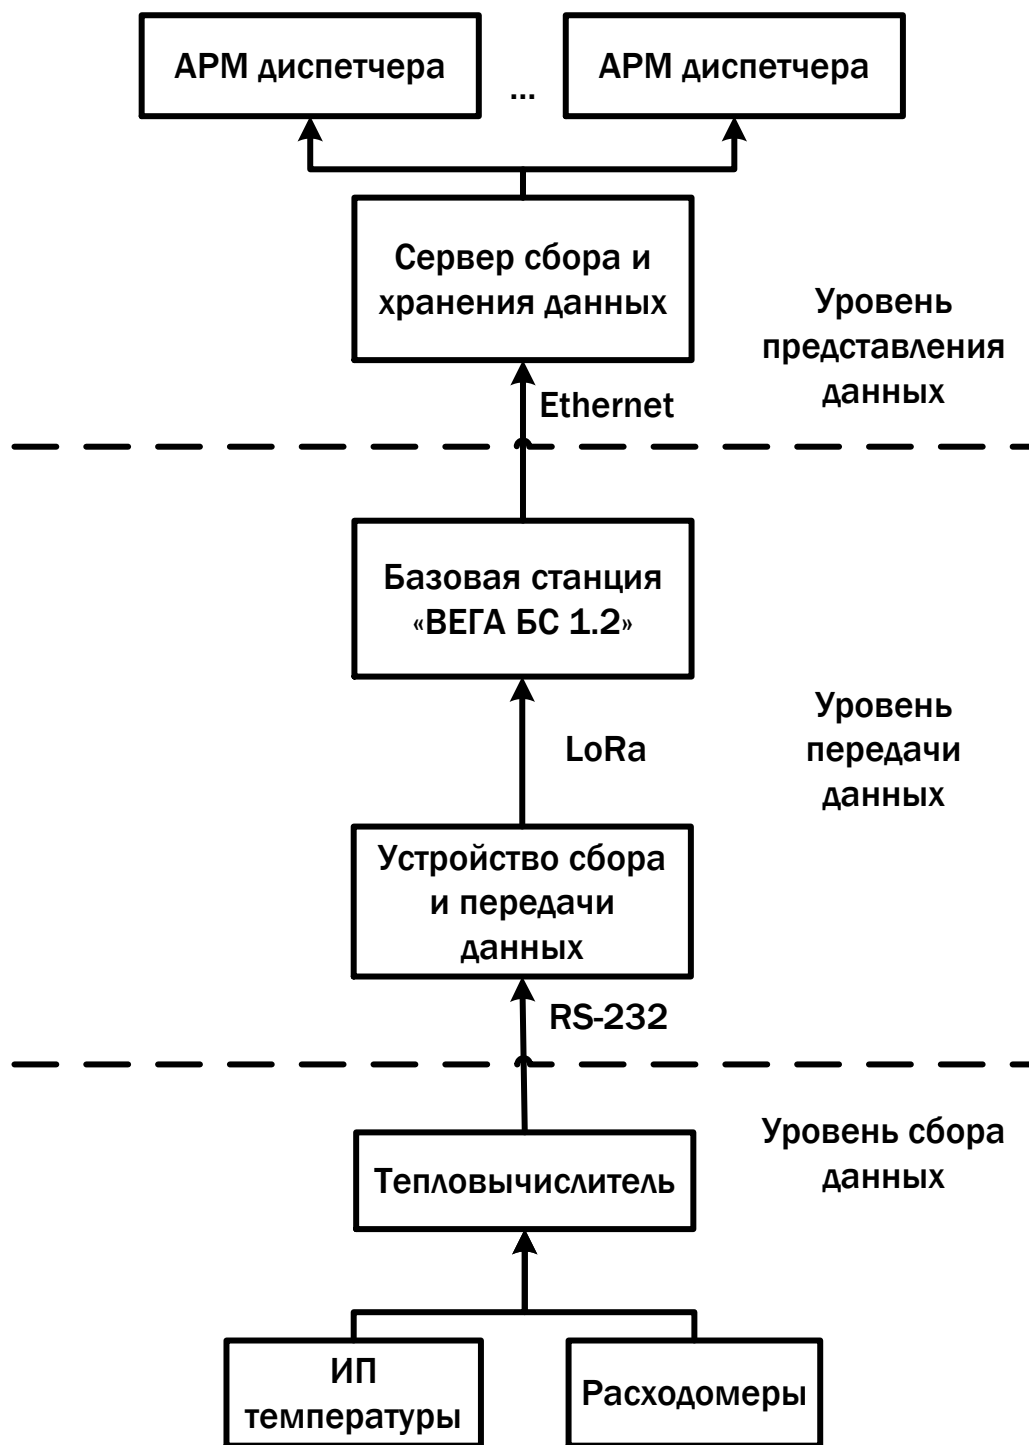 АРМ диспетчера
...
АРМ диспетчера
Сервер сбора и
хранения данных
Уровень
представления
данных
Ethernet
Базовая станция
«ВЕГА БС 1.2»
Уровень
передачи
данных
LoRa
Устройство сбора
и передачи
данных
RS-232
Уровень сбора
данных
Тепловычислитель
ИП
температуры
Расходомеры